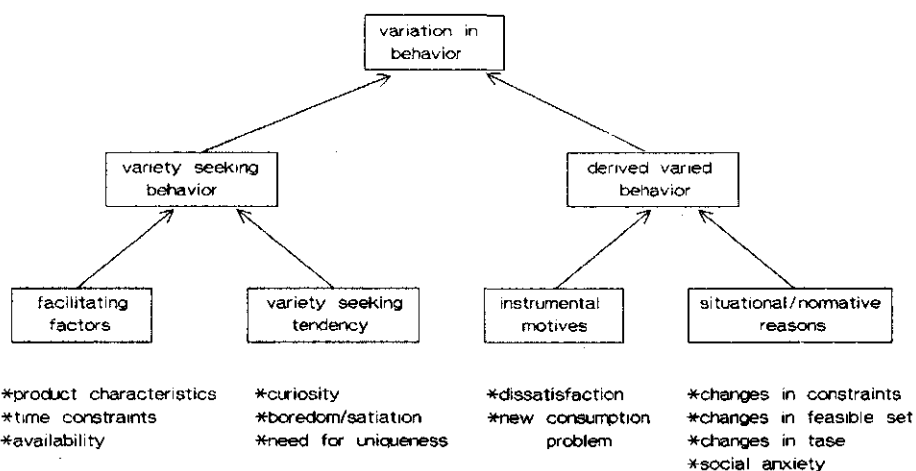 variation in
behavior
variety seeking
behavior
derived varied
behavior
facilitating
factors
variety seeking
tendency
instrumental
motives
situational/normative
reasons
*product characteristics
*time constraints
*availability
*curiosity
*boredom/satiation
*need for uniqueness
*dissatisfaction
*new consumption
problem
*changes in constraints
*changes in feasible set
*changes in tase
*social anxiety